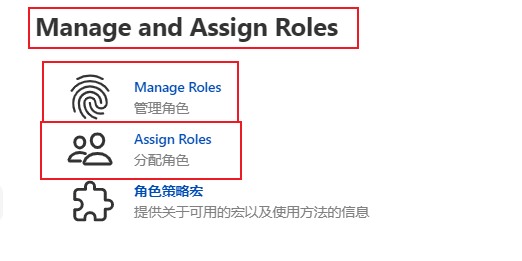 Manage and Assign Roles
Manage Roles
管理角色
Assign Roles
分配角色
角色策略宏
提供关于可用的宏以及使用方法的信息